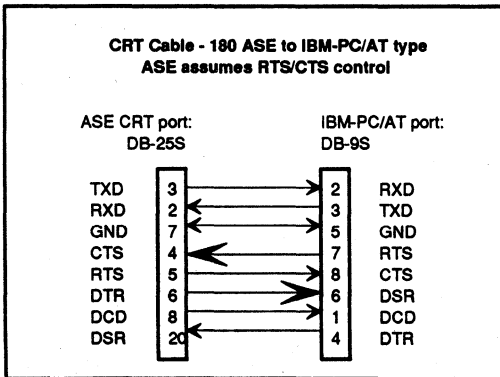 CRT Cable - 180 ASE to IBM-PC/AT type
ASE assumes RTS/CTS control
ASE CRT port: IBM-PC/AT port:
DB-25S DB-9S
TXD 3 2 RXD
RXD 2 3 TXD
GND 7 5 GND
CTS 4 7 RTS
RTS 5 8 CTS
DTR 6 6 DSR
DCD 8 1 DCD
DSR 20 4 DTR